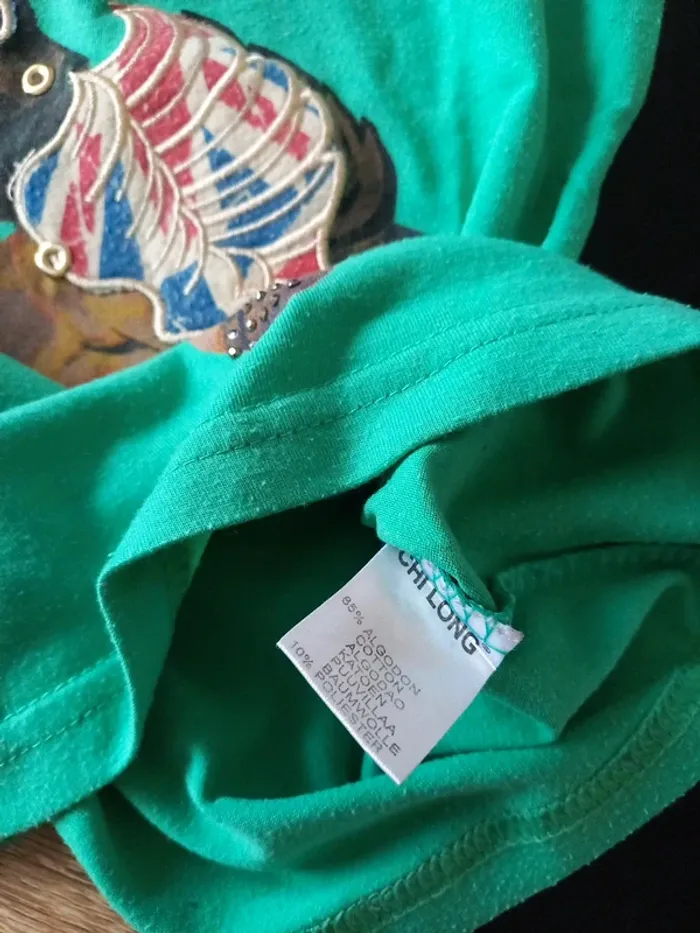 CHI LONG
85% ALGODON
COTTON
ALGODAO
KATOEN
PUUVILLAA
BAUMWOLLE
10% POLIESTER